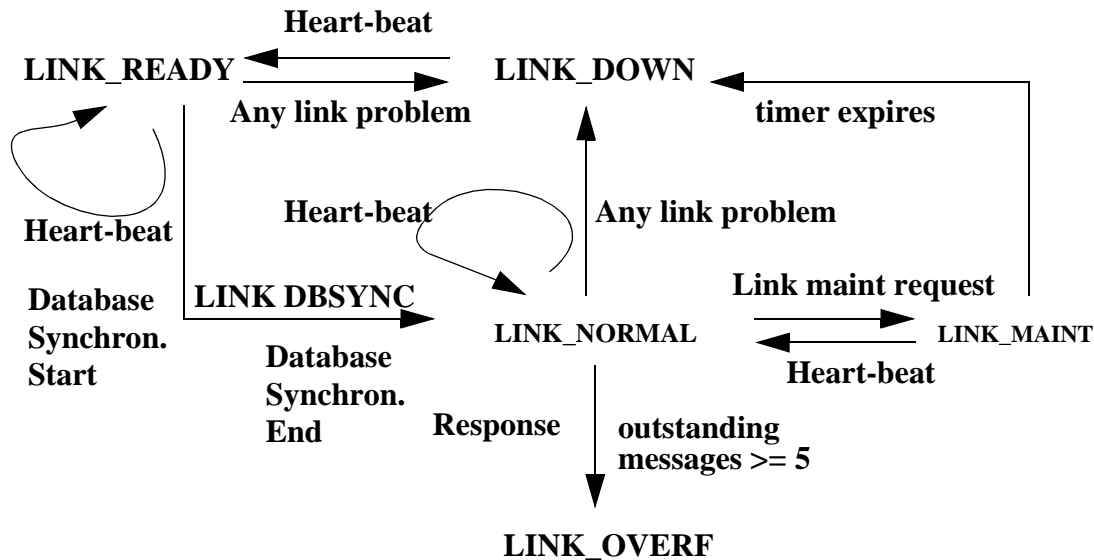 Heart-beat
LINK_READY
LINK_DOWN
Any link problem
timer expires
Heart-beat
Any link problem
Heart-beat
Link maint request
Database
Synchron.
Start
LINK DBSYNC
LINK_NORMAL
LINK_MAINT
Database
Synchron.
End
Heart-beat
Response
outstanding
messages >= 5
LINK_OVERF